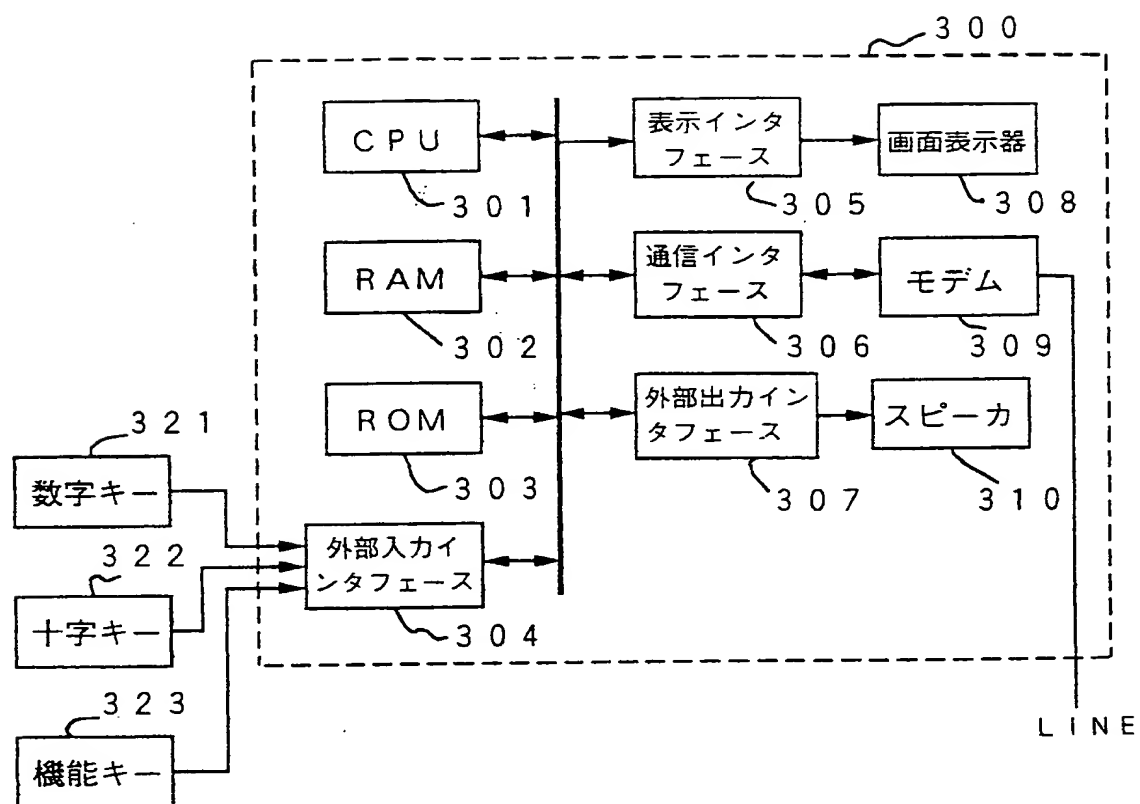 300
CPU
301
表示インタ
フェース
305
画面表示器
308
RAM
302
通信インタ
フェース
306
モデム
309
ROM
303
外部出力イン
タフェース
307
スピーカ
310
321
数字キー
外部入力イ
ンタフェース
304
322
十字キー
323
機能キー
LINE